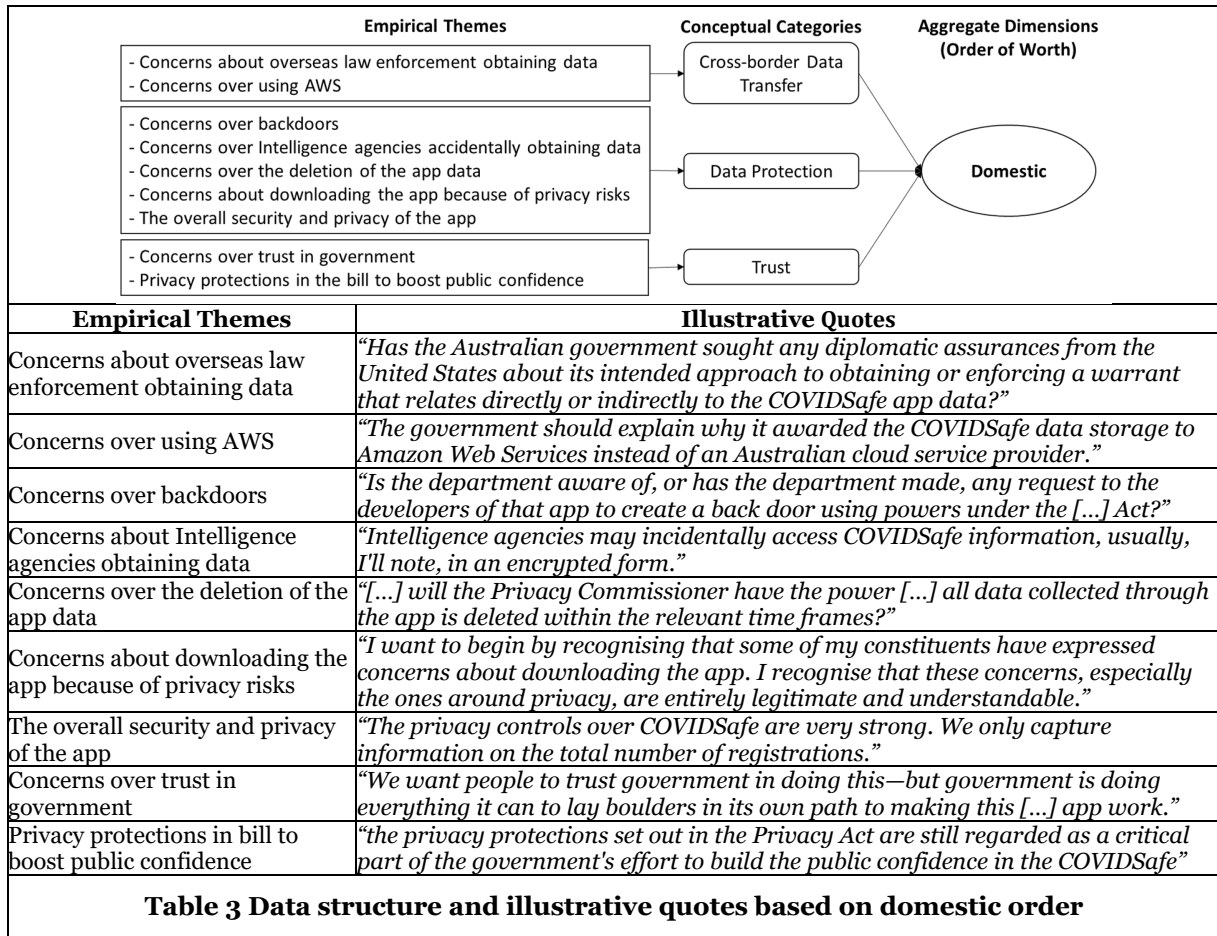 Empirical Themes
Conceptual Categories
Aggregate Dimensions
(Order of Worth)
- Concerns about overseas law enforcement obtaining data
- Concerns over using AWS
Cross-border Data
Transfer
- Concerns over backdoors
- Concerns over Intelligence agencies accidentally obtaining data
- Concerns over the deletion of the app data
- Concerns about downloading the app because of privacy risks
- The overall security and privacy of the app
Data Protection
Domestic
- Concerns over trust in government
- Privacy protections in the bill to boost public confidence
Trust
Empirical Themes
Illustrative Quotes
Concerns about overseas law
enforcement obtaining data
“Has the Australian government sought any diplomatic assurances from the
United States about its intended approach to obtaining or enforcing a warrant
that relates directly or indirectly to the COVIDSafe app data?”
Concerns over using AWS
“The government should explain why it awarded the COVIDSafe data storage to
Amazon Web Services instead of an Australian cloud service provider.”
Concerns over backdoors
“Is the department aware of, or has the department made, any request to the
developers of that app to create a back door using powers under the [...] Act?”
Concerns about Intelligence
agencies obtaining data
“Intelligence agencies may incidentally access COVIDSafe information, usually,
I'll note, in an encrypted form.”
Concerns over the deletion of the
app data
“[...] will the Privacy Commissioner have the power [...] all data collected through
the app is deleted within the relevant time frames?”
Concerns about downloading the
app because of privacy risks
“I want to begin by recognising that some of my constituents have expressed
concerns about downloading the app. I recognise that these concerns, especially
the ones around privacy, are entirely legitimate and understandable.”
The overall security and privacy
of the app
“The privacy controls over COVIDSafe are very strong. We only capture
information on the total number of registrations.”
Concerns over trust in
government
“We want people to trust government in doing this—but government is doing
everything it can to lay boulders in its own path to making this [...] app work.”
Privacy protections in bill to
boost public confidence
“the privacy protections set out in the Privacy Act are still regarded as a critical
part of the government's effort to build the public confidence in the COVIDSafe”
Table 3 Data structure and illustrative quotes based on domestic order